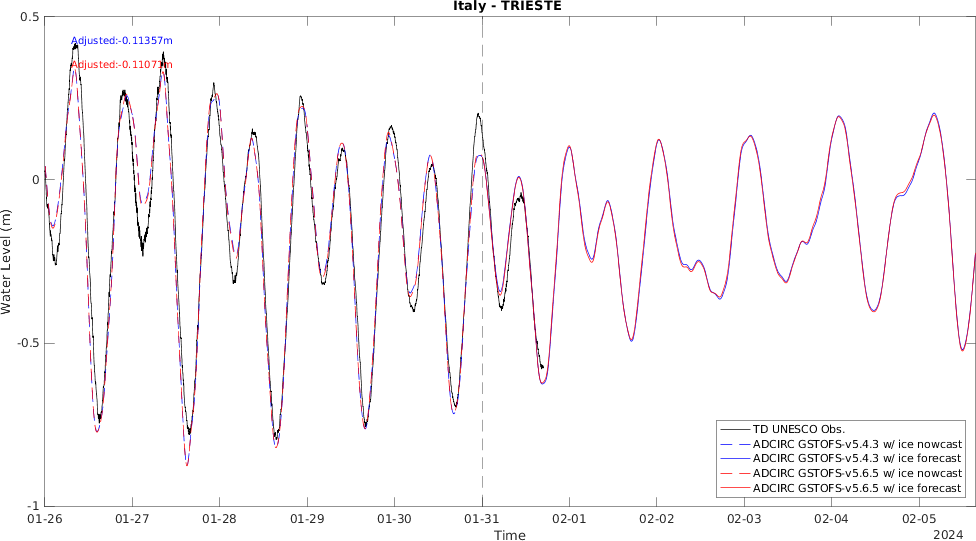 Italy - TRIESTE
0.5
Adjusted:-0.11357m
Adjusted:-0.11071m
0
Water Level (m)
-0.5
TD UNESCO Obs.
ADCIRC GSTOFS-v5.4.3 w/ ice nowcast
ADCIRC GSTOFS-v5.4.3 w/ ice forecast
ADCIRC GSTOFS-v5.6.5 w/ ice nowcast
ADCIRC GSTOFS-v5.6.5 w/ ice forecast
-1
01-26 01-27 01-28 01-29 01-30 01-31 02-01 02-02 02-03 02-04 02-05
Time
2024